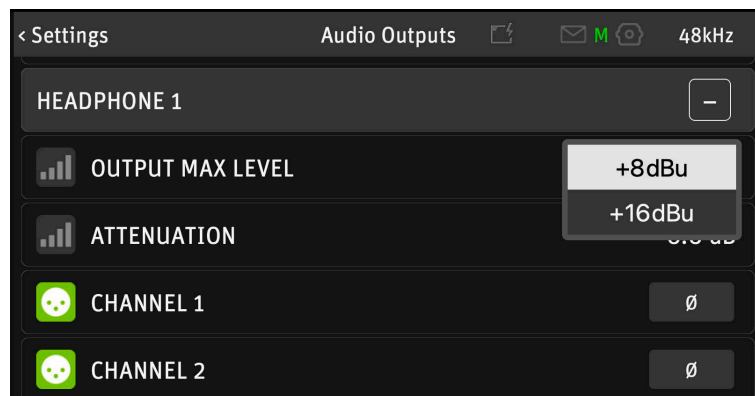 < Settings Audio Outputs M 48kHz
HEADPHONE 1 –
OUTPUT MAX LEVEL +8dBu
+16dBu
ATTENUATION
CHANNEL 1 Ø
CHANNEL 2 Ø